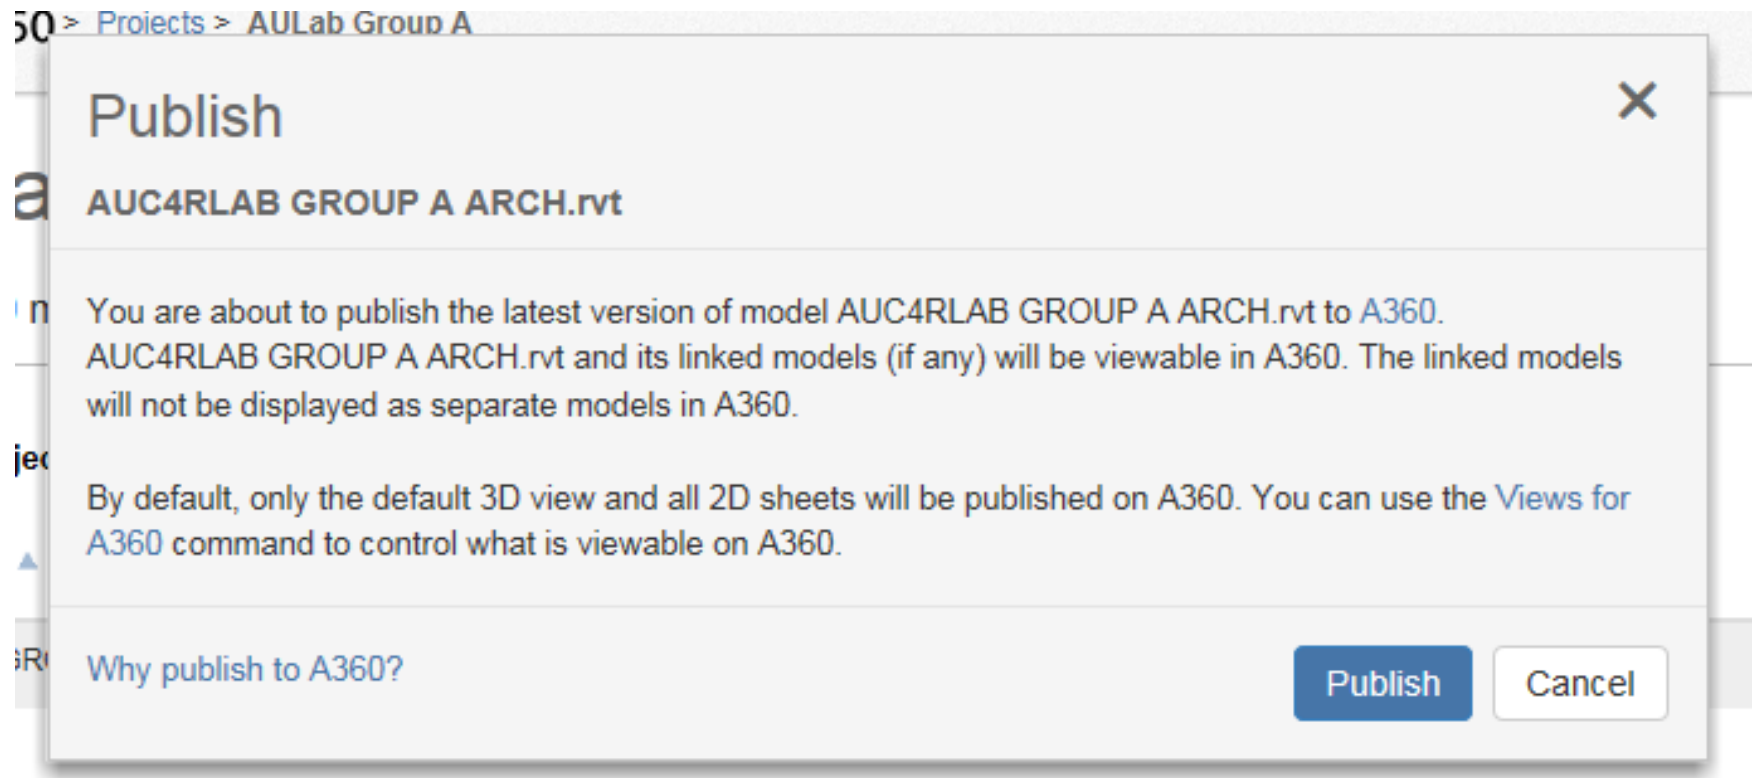 > Projects > AULab Group A
Publish
AUC4RLAB GROUP A ARCH.rvt
You are about to publish the latest version of model AUC4RLAB GROUP A ARCH.rvt to A360.
AUC4RLAB GROUP A ARCH.rvt and its linked models (if any) will be viewable in A360. The linked models
will not be displayed as separate models in A360.
By default, only the default 3D view and all 2D sheets will be published on A360. You can use the Views for
A360 command to control what is viewable on A360.
Why publish to A360?
Publish
Cancel